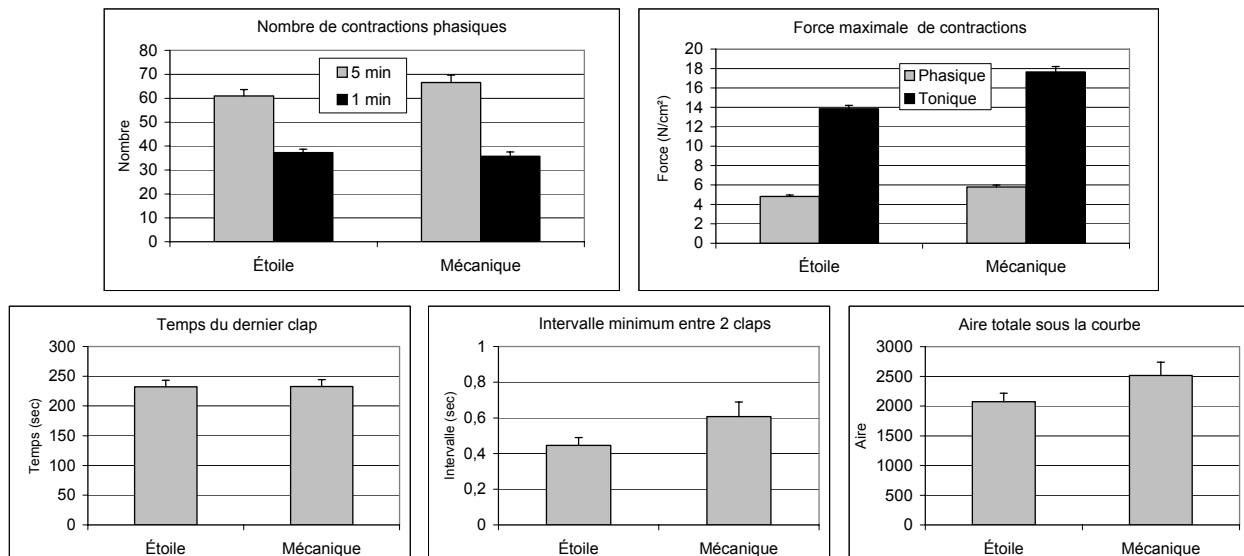 Nombre de contractions phasiques
80
70
60
50
40
30
20
10
0
Nombre
5 min
1 min
Étoile Mécanique
Force maximale de contractions
20
18
16
14
12
10
8
6
4
2
0
Force (N/cm²)
Phasique
Tonique
Étoile Mécanique
Temps du dernier clap
300
250
200
150
100
50
0
Temps (sec)
Étoile Mécanique
Intervalle minimum entre 2 claps
1
0,8
0,6
0,4
0,2
0
Intervalle (sec)
Étoile Mécanique
Aire totale sous la courbe
3000
2500
2000
1500
1000
500
0
Aire
Étoile Mécanique